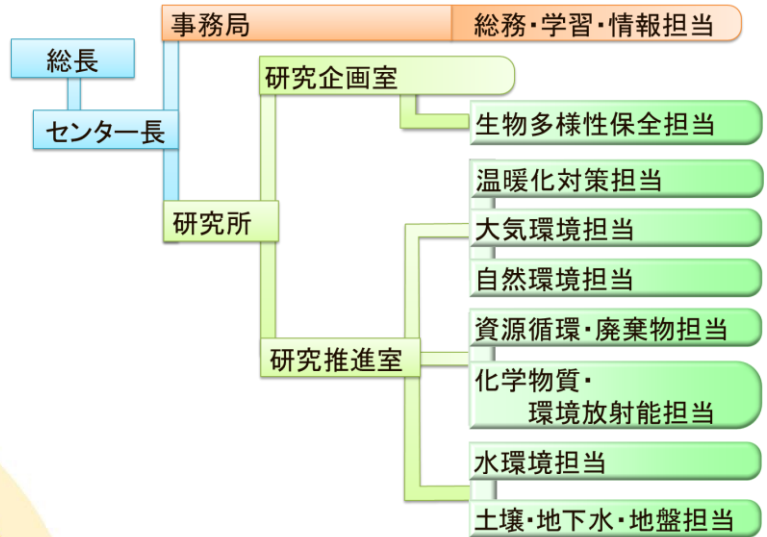 事務局
総務・学習・情報担当
総長
研究企画室
センター長
生物多様性保全担当
温暖化対策担当
研究所
大気環境担当
自然環境担当
資源循環・廃棄物担当
研究推進室
化学物質・
環境放射能担当
水環境担当
土壌・地下水・地盤担当